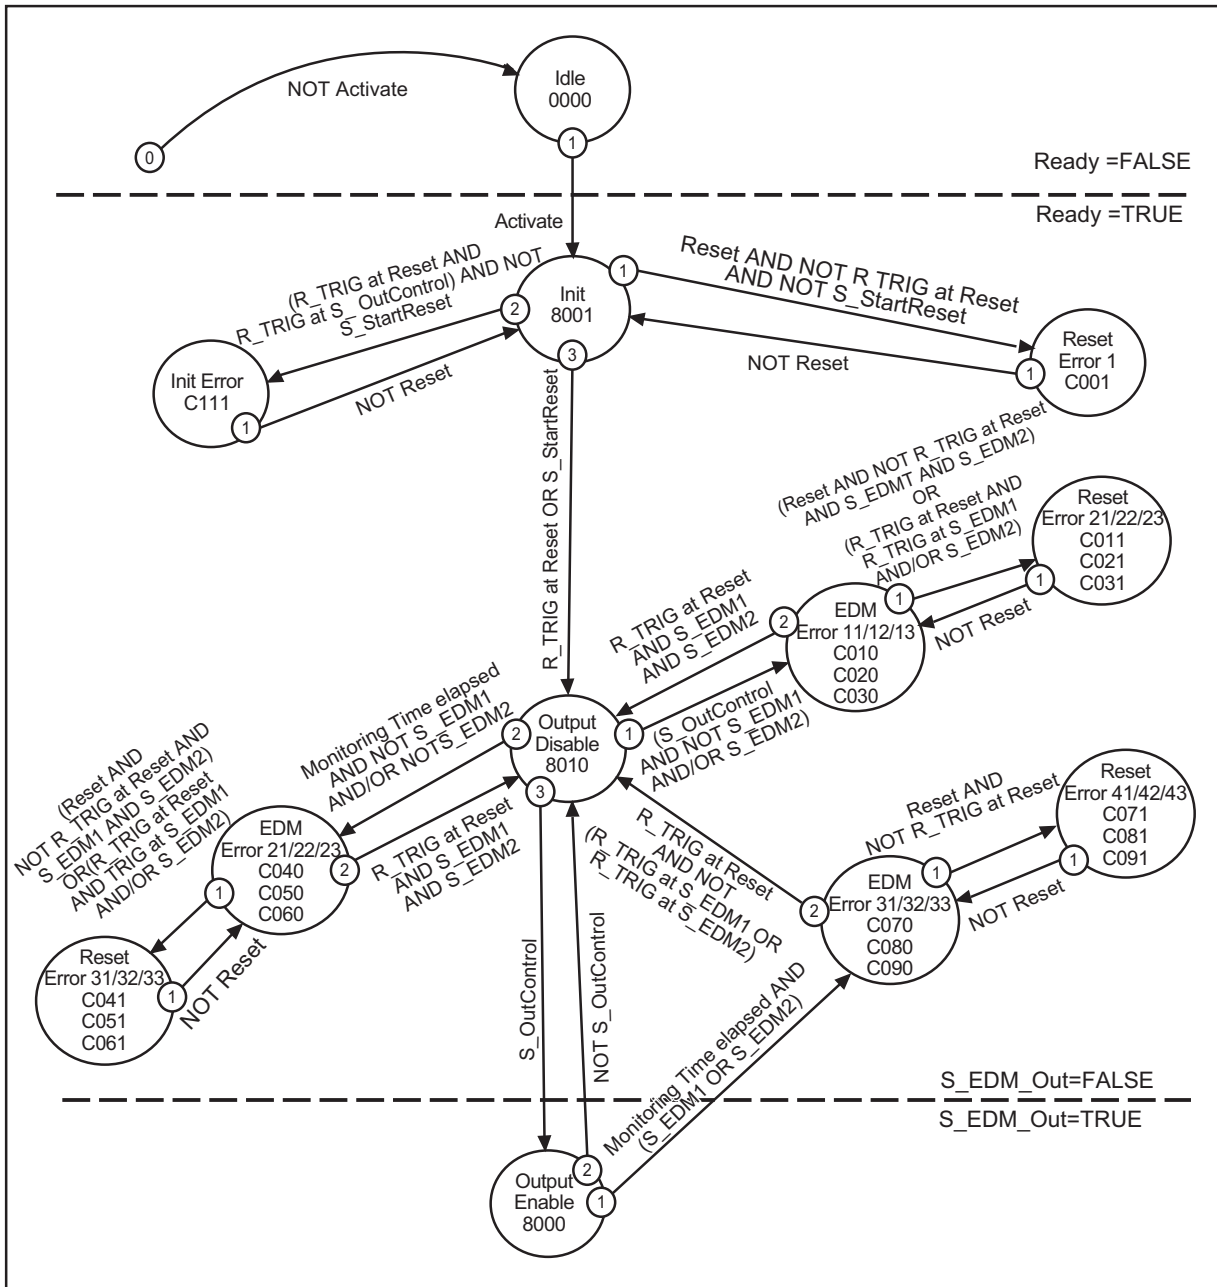 Idle
0000
NOT Activate
0
1
Ready =FALSE
Ready =TRUE
Activate
(R_TRIG at Reset AND
R_TRIG at S_ OutControl) AND NOT
S_StartReset
Init
8001
1
2
3
Reset AND NOT R TRIG at Reset
AND NOT S_StartReset
NOT Reset
Reset
Error 1
C001
1
Init Error
C111
1
NOT Reset
R_TRIG at Reset OR S_StartReset
(Reset AND NOT R_TRIG at Reset
AND S_EDMT AND S_EDM2)
OR
(R_TRIG at Reset AND
R_TRIG at S_EDM1
AND/OR S_EDM2)
Reset
Error 21/22/23
C011
C021
C031
1
NOT Reset
EDM
Error 11/12/13
C010
C020
C030
1
2
R_TRIG at Reset
AND S_EDM1
AND S_EDM2
(S_OutControl
AND NOT S_EDM1
AND/OR S_EDM2)
Output
Disable
8010
1
2
3
Monitoring Time elapsed
AND NOT S_EDM1
AND/OR NOTS_EDM2
R_TRIG at Reset
AND S_EDM1
AND S_EDM2
(Reset AND
NOT R_TRIG at Reset AND
S_EDM1 AND S_EDM2)
OR(R_TRIG at Reset
AND TRIG at S_EDM1
AND/OR S_EDM2)
EDM
Error 21/22/23
C040
C050
C060
1
2
Reset
Error 31/32/33
C041
C051
C061
1
NOT Reset
R_TRIG at Reset
AND NOT
(R_TRIG at S_EDM1 OR
R_TRIG at S_EDM2)
Reset AND
NOT R_TRIG at Reset
Reset
Error 41/42/43
C071
C081
C091
1
NOT Reset
EDM
Error 31/32/33
C070
C080
C090
1
2
S_OutControl
NOT S_OutControl
Monitoring Time elapsed AND
(S_EDM1 OR S_EDM2)
S_EDM_Out=FALSE
S_EDM_Out=TRUE
Output
Enable
8000
2
1